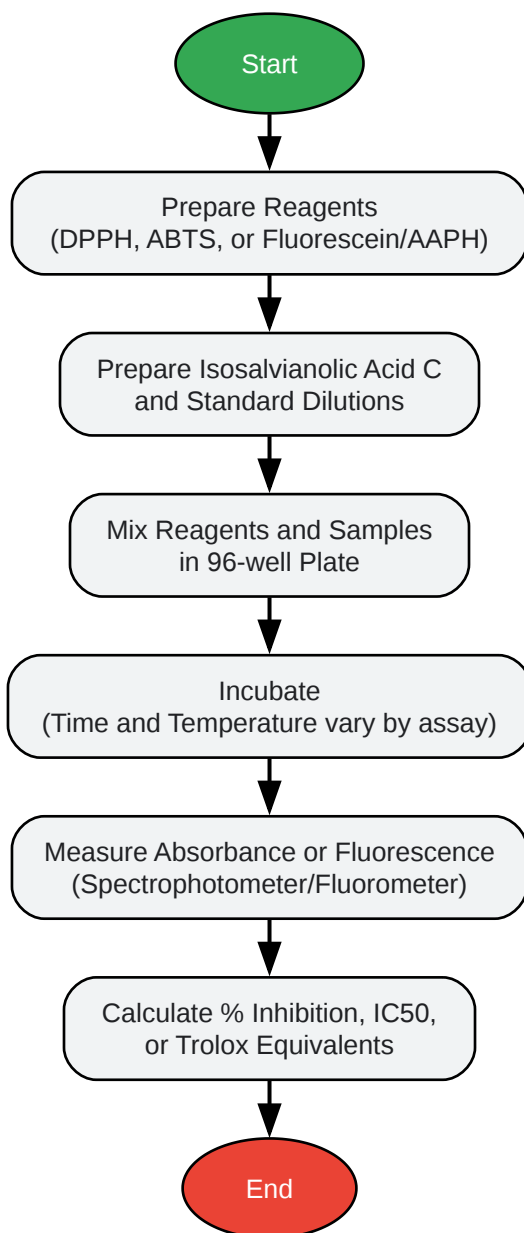 Start
Prepare Reagents
(DPPH, ABTS, or Fluorescein/AAPH)
Prepare Isosalvianolic Acid C
and Standard Dilutions
Mix Reagents and Samples
in 96-well Plate
Incubate
(Time and Temperature vary by assay)
Measure Absorbance or Fluorescence
(Spectrophotometer/Fluorometer)
Calculate % Inhibition, IC50,
or Trolox Equivalents
End